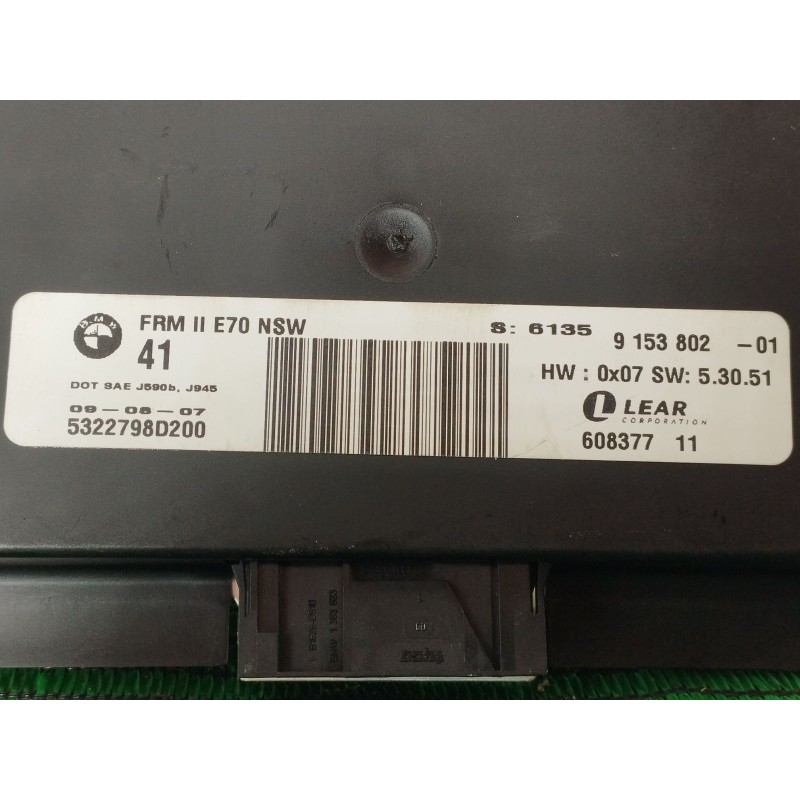 BMW
FRM II E70 NSW
41
DOT SAE J590b, J945
09-08-07
5322798D200
S: 6135
9 153 802 -01
HW : 0x07 SW: 5.30.51
LEAR
CORPORATION
608377 11